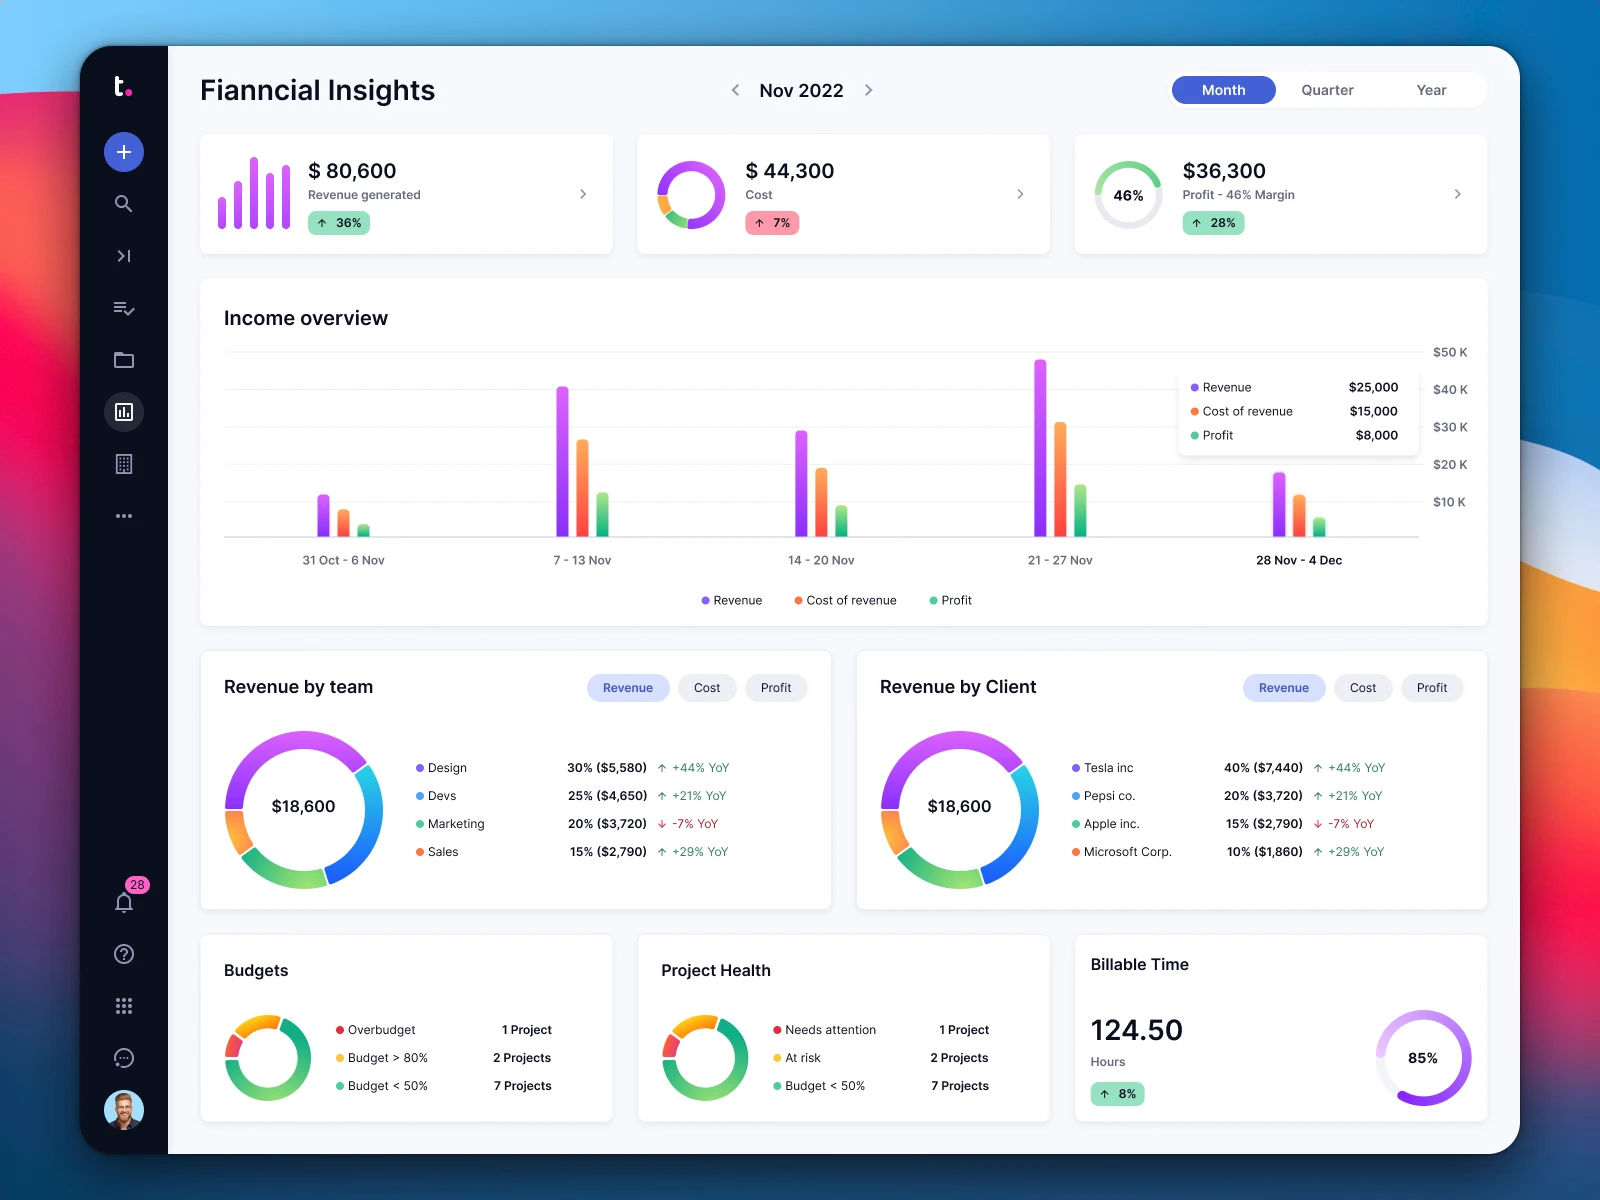 t.
Fianncial Insights
Nov 2022
Month
Quarter
Year
$ 80,600
Revenue generated
↑ 36%
$ 44,300
Cost
↑ 7%
46%
$36,300
Profit - 46% Margin
↑ 28%
Income overview
$50 K
$40 K
$30 K
$20 K
$10 K
Revenue $25,000
Cost of revenue $15,000
Profit $8,000
31 Oct - 6 Nov
7 - 13 Nov
14 - 20 Nov
21 - 27 Nov
28 Nov - 4 Dec
Revenue
Cost of revenue
Profit
Revenue by team
Revenue
Cost
Profit
$18,600
Design 30% ($5,580) ↑ +44% YoY
Devs 25% ($4,650) ↑ +21% YoY
Marketing 20% ($3,720) ↓ -7% YoY
Sales 15% ($2,790) ↑ +29% YoY
Revenue by Client
Revenue
Cost
Profit
$18,600
Tesla inc 40% ($7,440) ↑ +44% YoY
Pepsi co. 20% ($3,720) ↑ +21% YoY
Apple inc. 15% ($2,790) ↓ -7% YoY
Microsoft Corp. 10% ($1,860) ↑ +29% YoY
28
Budgets
Overbudget 1 Project
Budget > 80% 2 Projects
Budget < 50% 7 Projects
Project Health
Needs attention 1 Project
At risk 2 Projects
Budget < 50% 7 Projects
Billable Time
124.50
Hours
↑ 8%
85%